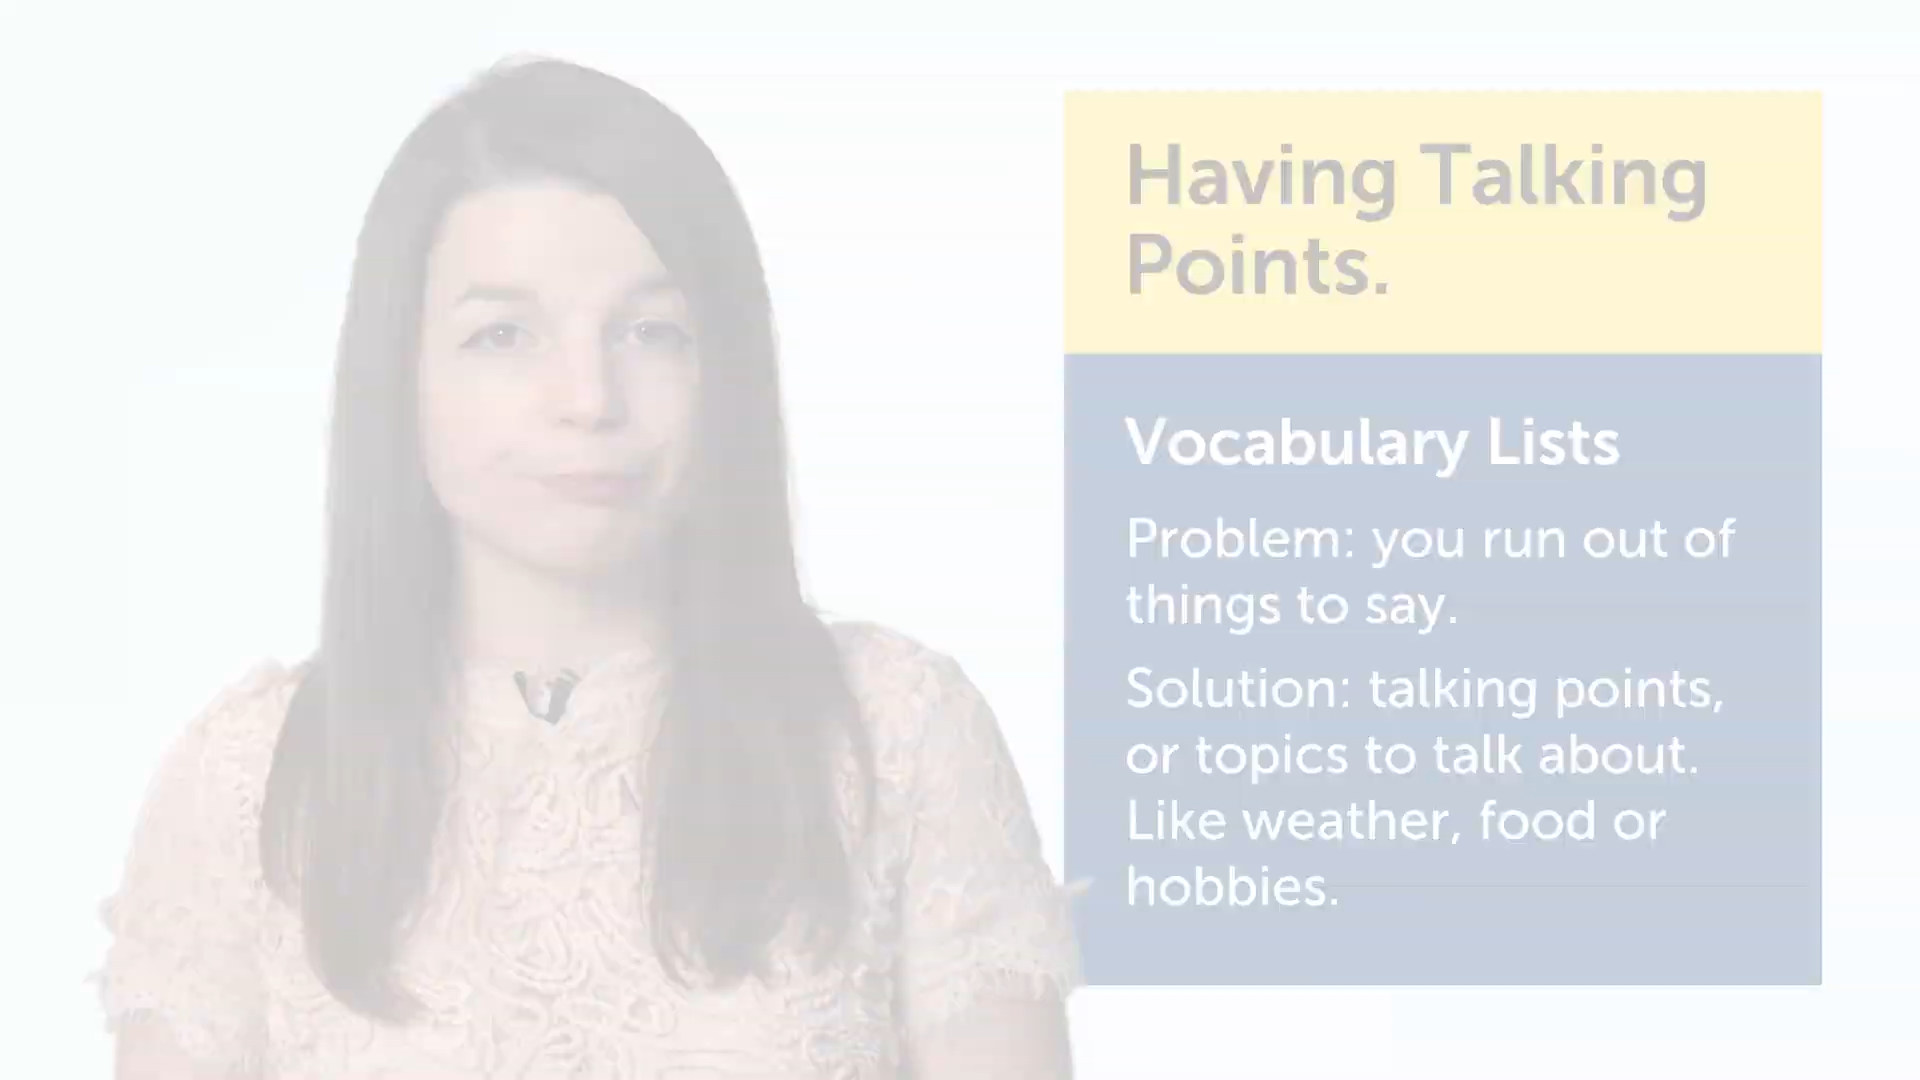 Having Talking
Points.
Vocabulary Lists
Problem: you run out of
things to say.
Solution: talking points,
or topics to talk about.
Like weather, food or
hobbies.